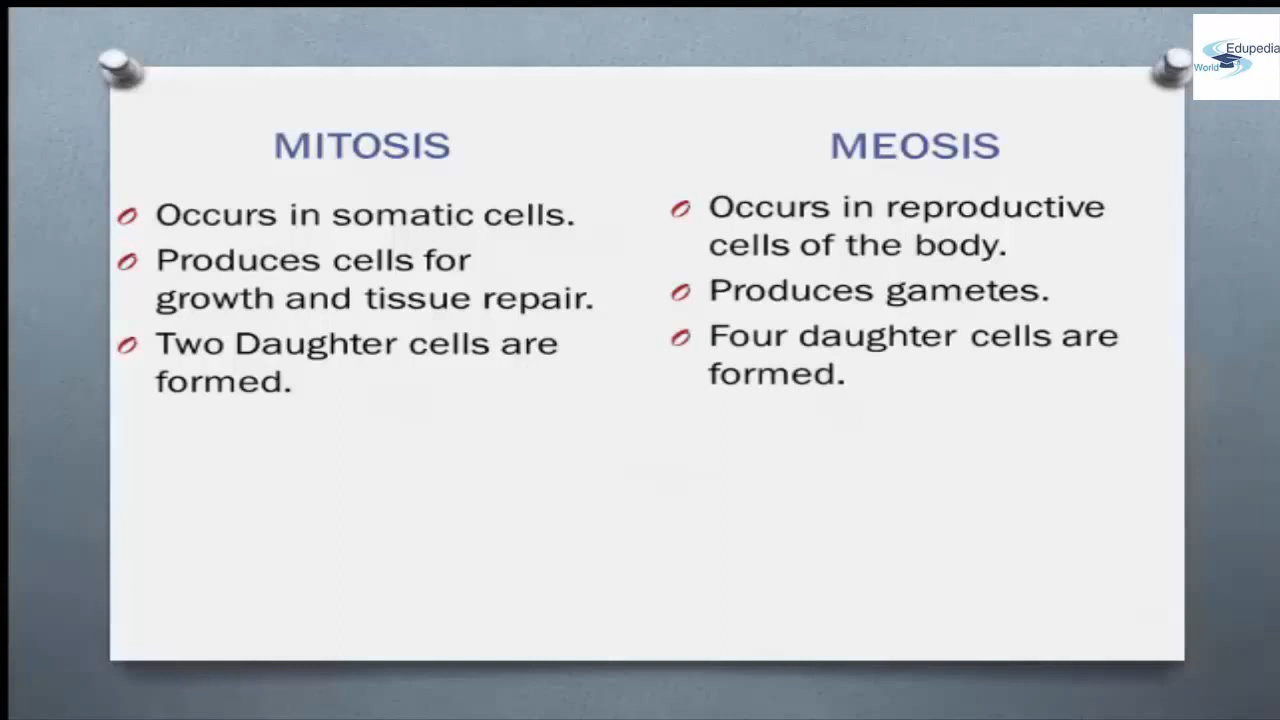 Edupedia
World
MITOSIS
Occurs in somatic cells.
Produces cells for
growth and tissue repair.
Two Daughter cells are
formed.
MEOSIS
Occurs in reproductive
cells of the body.
Produces gametes.
Four daughter cells are
formed.